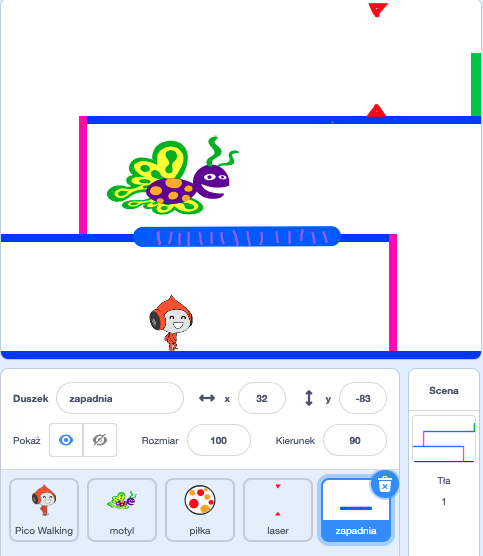 Duszek zapadnia x 32 y -83
Pokaż Rozmiar 100 Kierunek 90
Scena
Tła
1
Pico Walking motyl piłka laser zapadnia